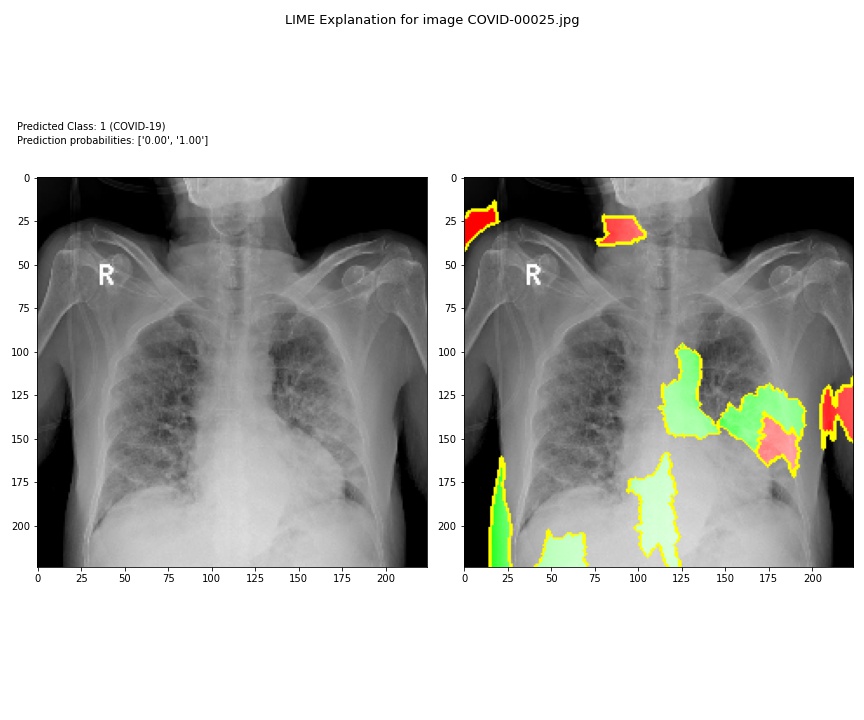 LIME Explanation for image COVID-00025.jpg
Predicted Class: 1 (COVID-19)
Prediction probabilities: ['0.00', '1.00']
0
25
50
75
100
125
150
175
200
0 25 50 75 100 125 150 175 200
R
0
25
50
75
100
125
150
175
200
0 25 50 75 100 125 150 175 200
R